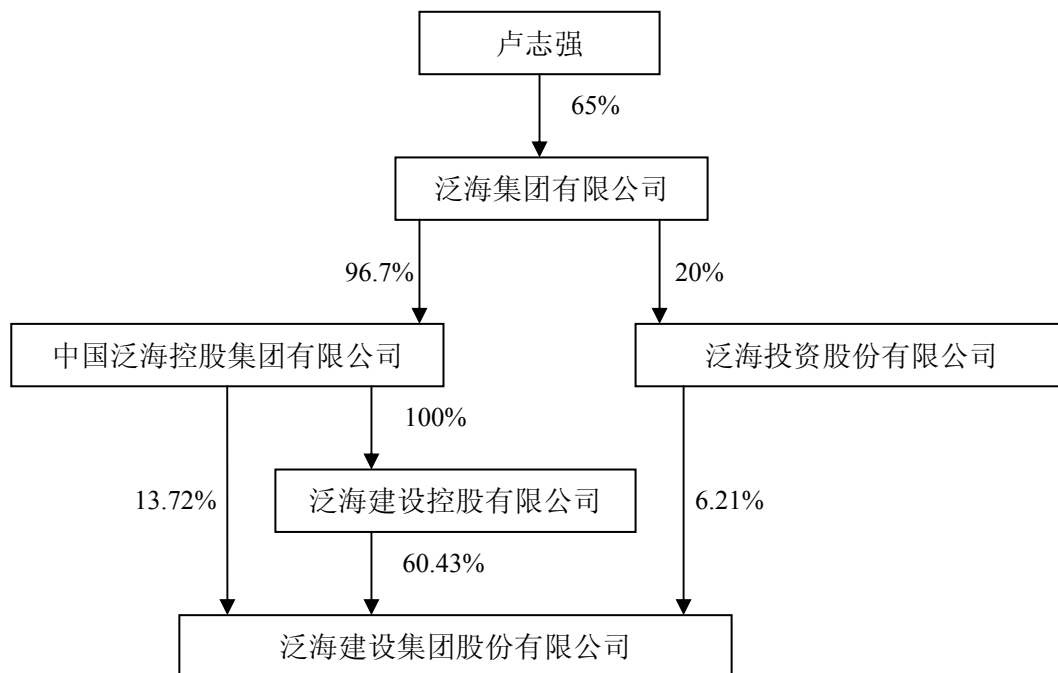 卢志强
65%
泛海集团有限公司
96.7%
20%
中国泛海控股集团有限公司
泛海投资股份有限公司
100%
13.72%
泛海建设控股有限公司
6.21%
60.43%
泛海建设集团股份有限公司